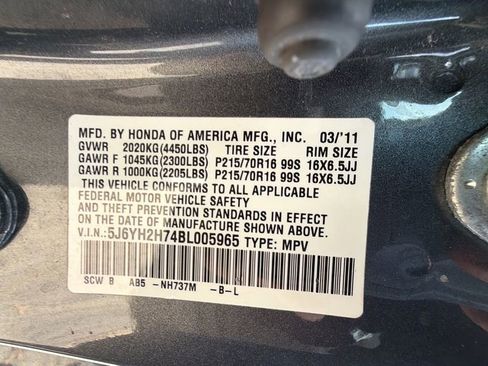 MFD. BY HONDA OF AMERICA MFG., INC. 03/'11
GVWR 2020KG(4450LBS) TIRE SIZE RIM SIZE
GAWR F 1045KG(2300LBS) P215/70R16 99S 16X6.5JJ
GAWR R 1000KG(2205LBS) P215/70R16 99S 16X6.5JJ
THIS VEHICLE CONFORMS TO ALL APPLICABLE
FEDERAL MOTOR VEHICLE SAFETY AND
THEFT PREVENTION STANDARDS IN EFFECT ON
THE DATE OF MANUFACTURE SHOWN ABOVE.
V.I.N.:5J6YH2H74BL005965 TYPE: MPV
SCW B AB5 -NH737M -B-L